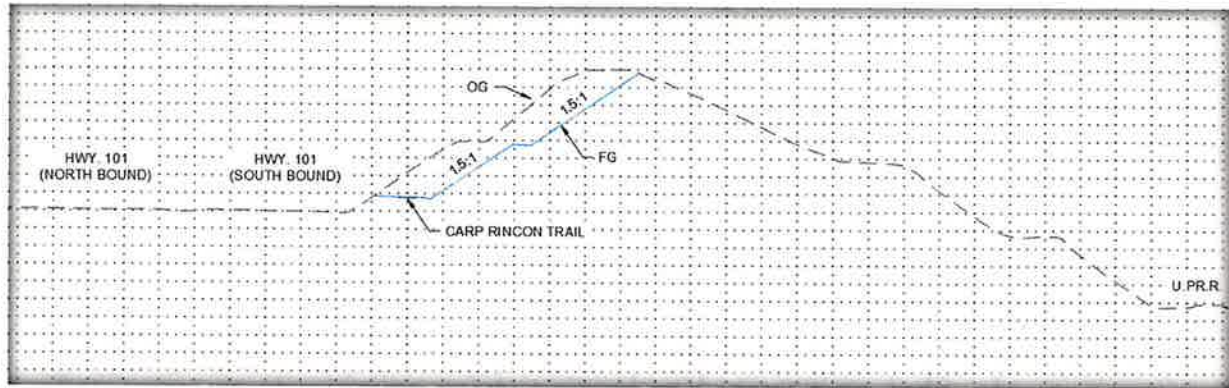 OG
1.5:1
HWY. 101
(NORTH BOUND)
HWY. 101
(SOUTH BOUND)
1.5:1
FG
CARP RINCON TRAIL
U.PR.R